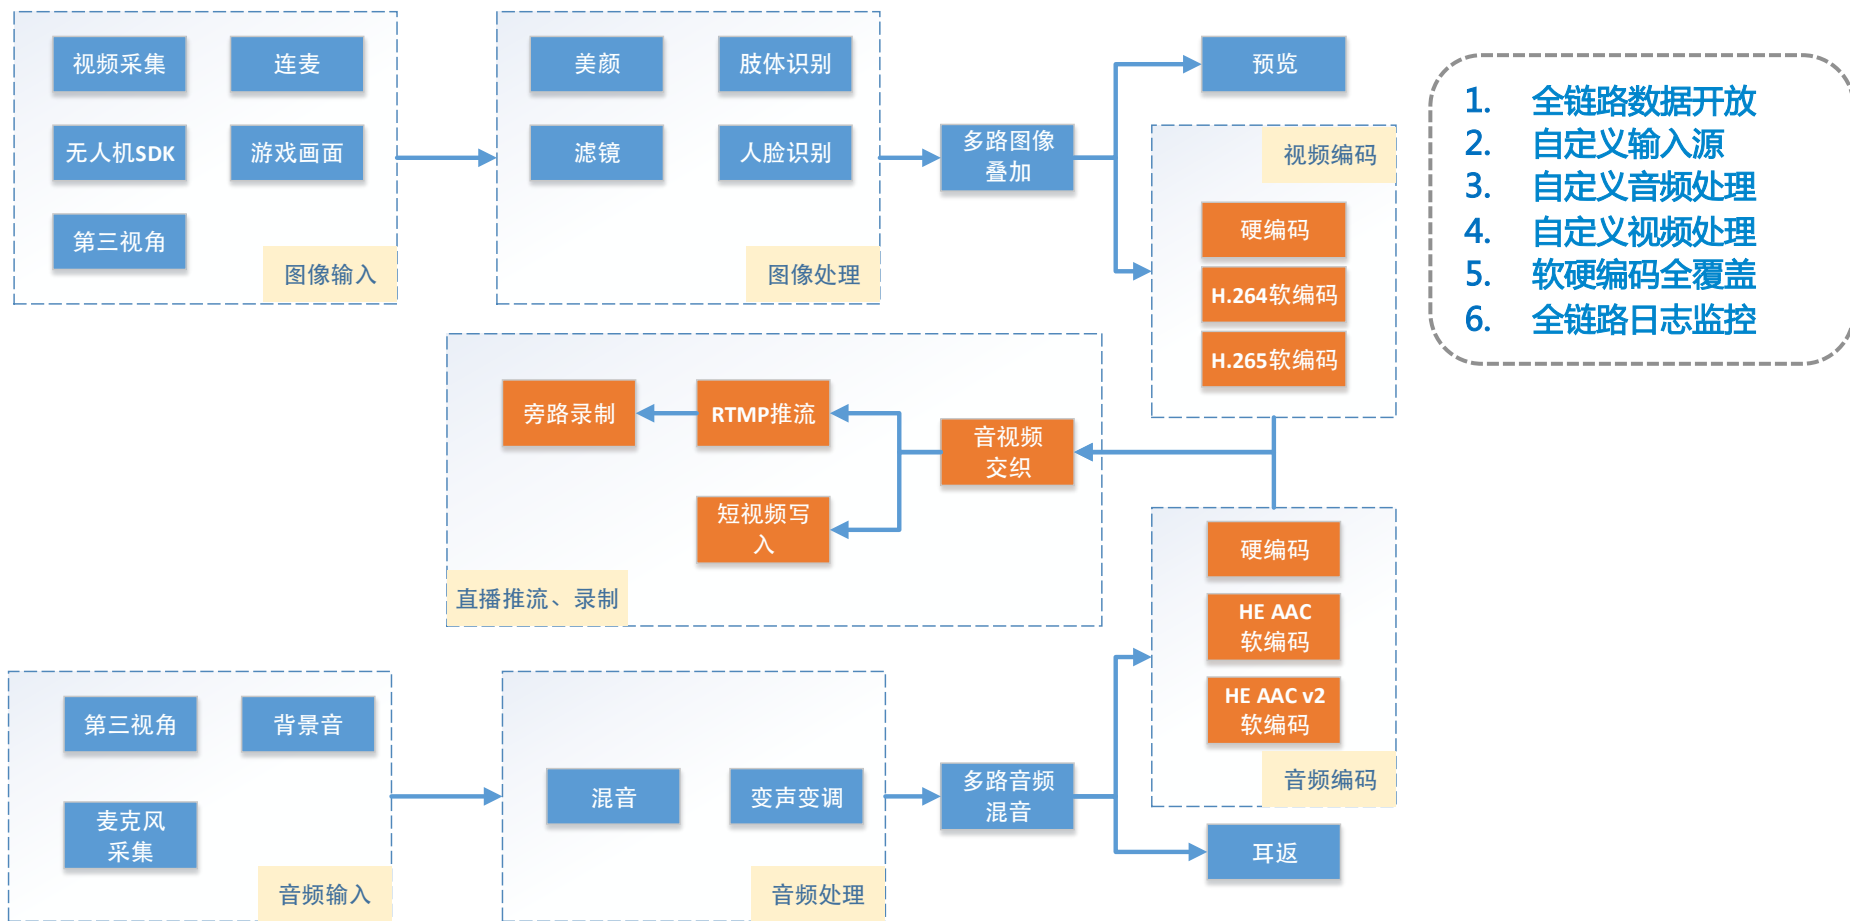 视频采集
连麦
无人机SDK
游戏画面
第三视角
图像输入
美颜
肢体识别
滤镜
人脸识别
图像处理
多路图像
叠加
预览
视频编码
硬编码
H.264软编码
H.265软编码
1. 全链路数据开放
2. 自定义输入源
3. 自定义音频处理
4. 自定义视频处理
5. 软硬编码全覆盖
6. 全链路日志监控
旁路录制
RTMP推流
音视频
交织
短视频写
入
直播推流、录制
硬编码
HE AAC
软编码
HE AAC v2
软编码
音频编码
第三视角
背景音
麦克风
采集
音频输入
混音
变声变调
音频处理
多路音频
混音
耳返